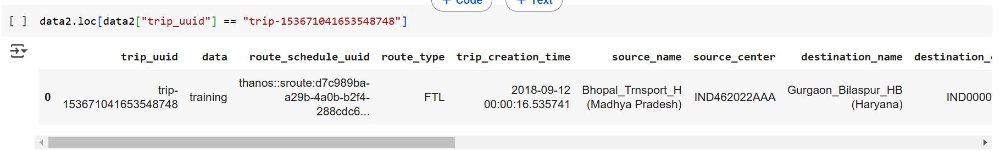 + Code + Text
[ ] data2.loc[data2["trip_uuid"] == "trip-153671041653548748"]
trip_uuid data route_schedule_uuid route_type trip_creation_time source_name source_center destination_name destination_
0 trip-153671041653548748 training thanos::sroute:d7c989ba-a29b-4a0b-b2f4-288cdc6... FTL 2018-09-12 00:00:16.535741 Bhopal_Trnsport_H (Madhya Pradesh) IND462022AAA Gurgaon_Bilaspur_HB (Haryana) IND0000